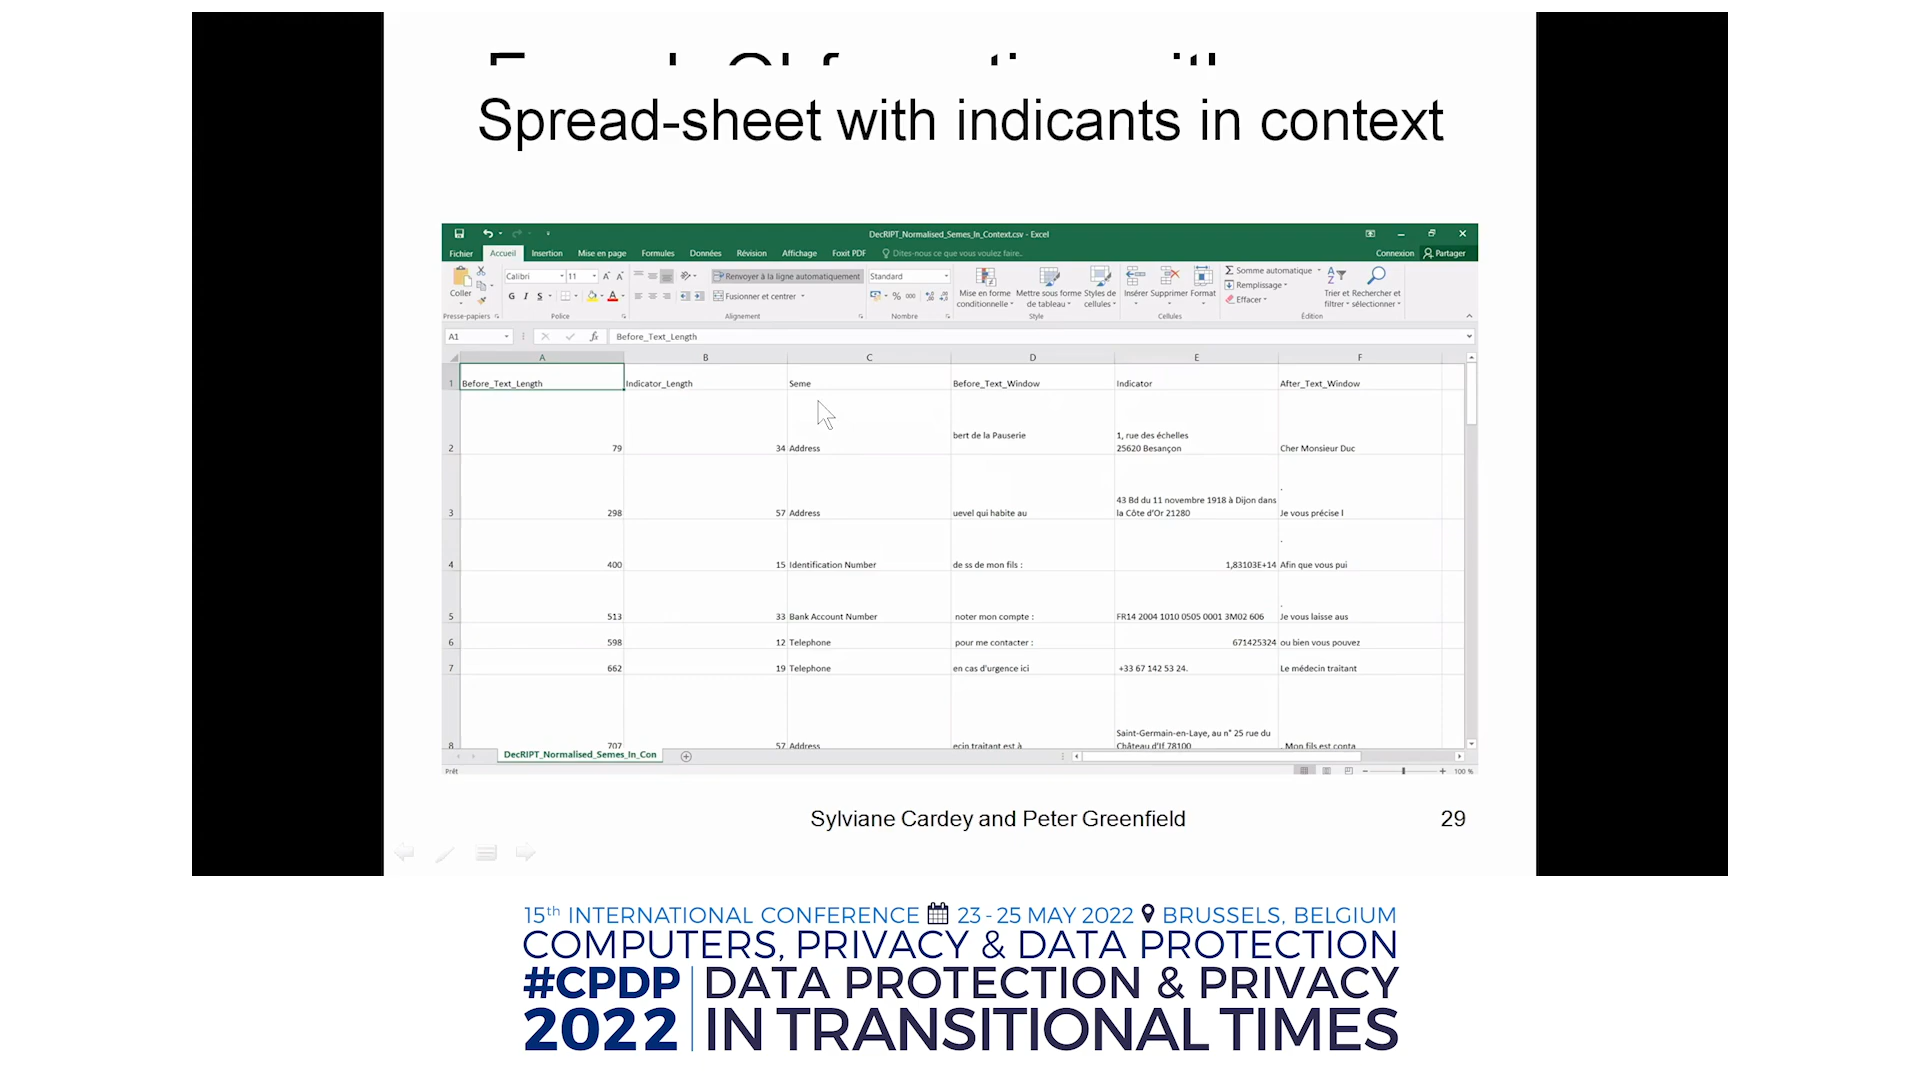 Spread-sheet with indicants in context
DecRIPT_Normalised_Semes_In_Context.csv - Excel
Fichier Accueil Insertion Mise en page Formules Données Révision Affichage Foxit PDF Dites-nous ce que vous voulez faire. Connexion Partager
Coller Calibri 11 A A Renvoyer à la ligne automatiquement Standard
G I S A Fusionner et centrer % 000
Mise en forme conditionnelle Mettre sous forme de tableau Styles de cellules Insérer Supprimer Format
Somme automatique
Remplissage
Effacer
Trier et filtrer Rechercher et sélectionner
Presse-papiers Police Alignement Nombre Style Cellules Édition
A1 fx Before_Text_Length
A B C D E F
1 Before_Text_Length Indicator_Length Seme Before_Text_Window Indicator After_Text_Window
bert de la Pauserie 1, rue des échelles
2 79 34 Address 25620 Besançon Cher Monsieur Duc
.
43 Bd du 11 novembre 1918 à Dijon dans
3 298 57 Address uevel qui habite au la Côte d'Or 21280 Je vous précise l
.
4 400 15 Identification Number de ss de mon fils : 1,83103E+14 Afin que vous pui
.
5 513 33 Bank Account Number noter mon compte : FR14 2004 1010 0505 0001 3M02 606 Je vous laisse aus
6 598 12 Telephone pour me contacter : 671425324 ou bien vous pouvez
7 662 19 Telephone en cas d'urgence ici +33 67 142 53 24. Le médecin traitant
Saint-Germain-en-Laye, au n° 25 rue du
8 707 57 Address ecin traitant est à Château d'If 78100 . Mon fils est conta
DecRIPT_Normalised_Semes_In_Con
Prêt 100 %
Sylviane Cardey and Peter Greenfield 29
15th INTERNATIONAL CONFERENCE 23 - 25 MAY 2022 BRUSSELS, BELGIUM
COMPUTERS, PRIVACY & DATA PROTECTION
#CPDP DATA PROTECTION & PRIVACY
2022 IN TRANSITIONAL TIMES